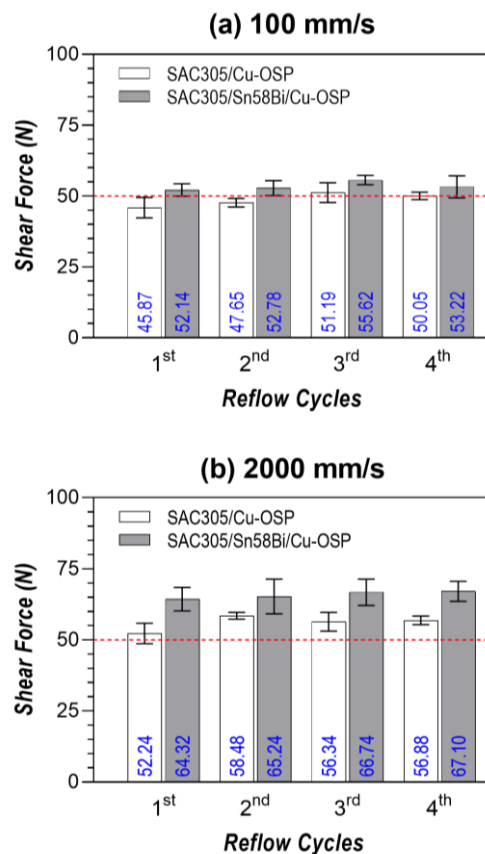 (a) 100 mm/s
100
SAC305/Cu-OSP
SAC305/Sn58Bi/Cu-OSP
75
50
25
0
Shear Force (N)
45.87
52.14
47.65
52.78
51.19
55.62
50.05
53.22
1st 2nd 3rd 4th
Reflow Cycles
(b) 2000 mm/s
100
SAC305/Cu-OSP
SAC305/Sn58Bi/Cu-OSP
75
50
25
0
Shear Force (N)
52.24
64.32
58.48
65.24
56.34
66.74
56.88
67.10
1st 2nd 3rd 4th
Reflow Cycles